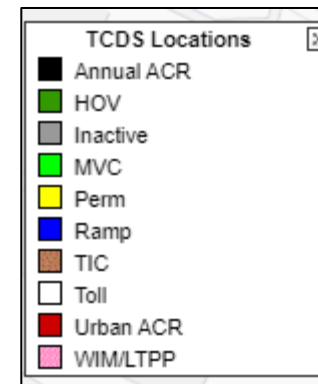 TCDS Locations
Annual ACR
HOV
Inactive
MVC
Perm
Ramp
TIC
Toll
Urban ACR
WIM/LTPP